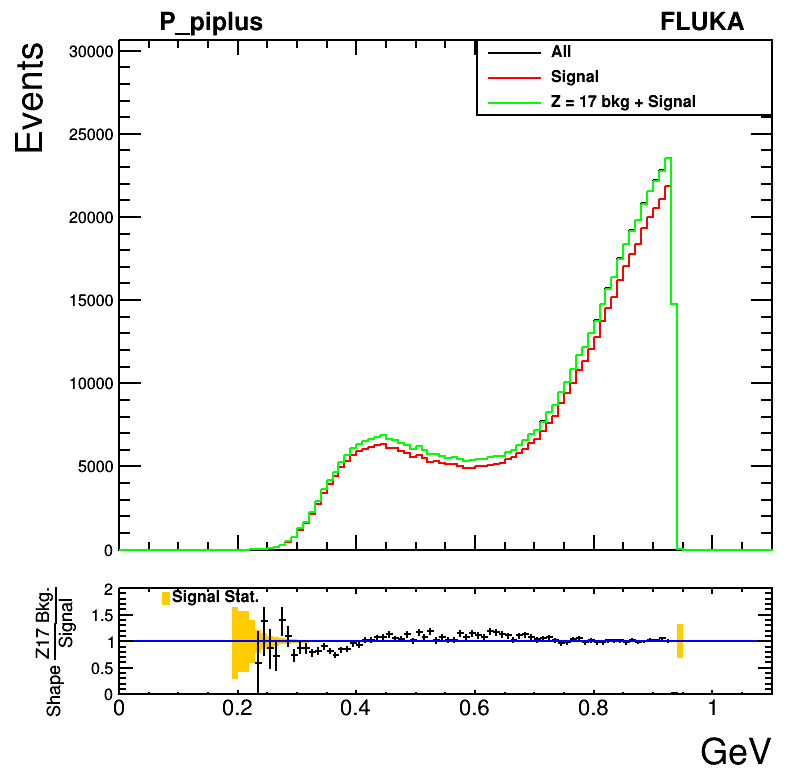 P_piplus FLUKA
Events
30000
25000
20000
15000
10000
5000
0
All
Signal
Z = 17 bkg + Signal
Shape Z17 Bkg. / Signal
2
1.5
1
0.5
0
Signal Stat.
0 0.2 0.4 0.6 0.8 1
GeV